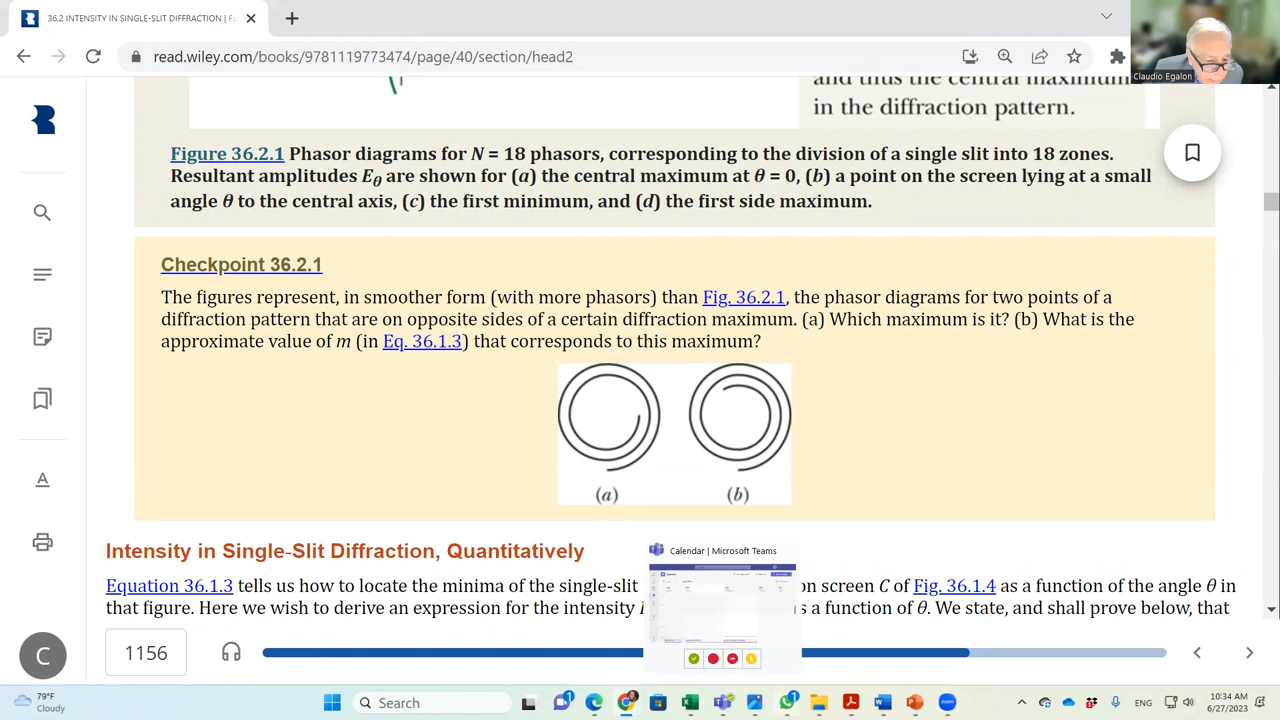 36.2 INTENSITY IN SINGLE-SLIT DIFFRACTION | F
read.wiley.com/books/9781119773474/page/40/section/head2
Claudio Egalon
and thus the central maximum
in the diffraction pattern.
Figure 36.2.1 Phasor diagrams for N = 18 phasors, corresponding to the division of a single slit into 18 zones.
Resultant amplitudes Eθ are shown for (a) the central maximum at θ = 0, (b) a point on the screen lying at a small
angle θ to the central axis, (c) the first minimum, and (d) the first side maximum.
Checkpoint 36.2.1
The figures represent, in smoother form (with more phasors) than Fig. 36.2.1, the phasor diagrams for two points of a
diffraction pattern that are on opposite sides of a certain diffraction maximum. (a) Which maximum is it? (b) What is the
approximate value of m (in Eq. 36.1.3) that corresponds to this maximum?
(a) (b)
Intensity in Single-Slit Diffraction, Quantitatively
Calendar | Microsoft Teams
Equation 36.1.3 tells us how to locate the minima of the single-slit on screen C of Fig. 36.1.4 as a function of the angle θ in
that figure. Here we wish to derive an expression for the intensity s a function of θ. We state, and shall prove below, that
C
1156
79°F
Cloudy
Search
10:34 AM
6/27/2023